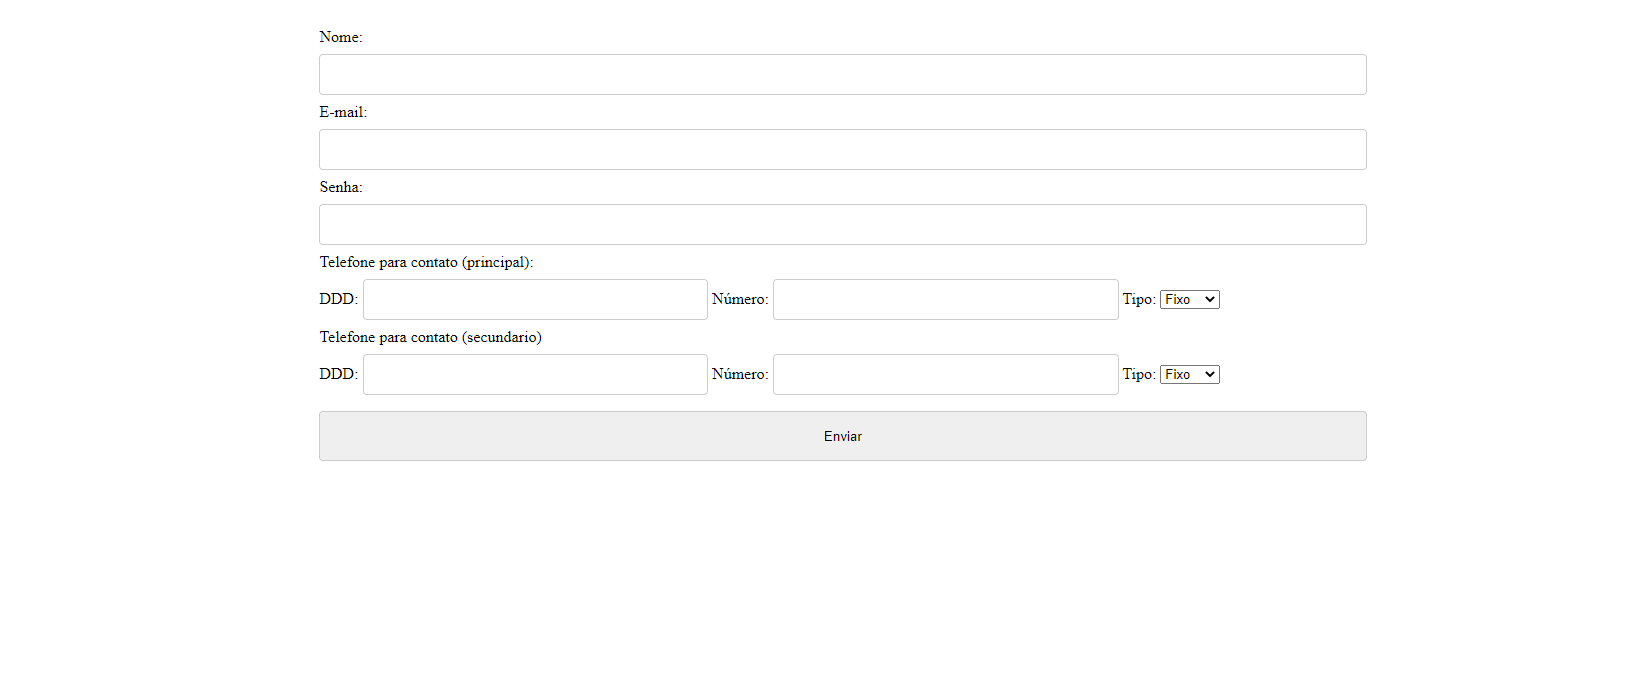 Nome:
E-mail:
Senha:
Telefone para contato (principal):
DDD: Número: Tipo: Fixo
Telefone para contato (secundario)
DDD: Número: Tipo: Fixo
Enviar